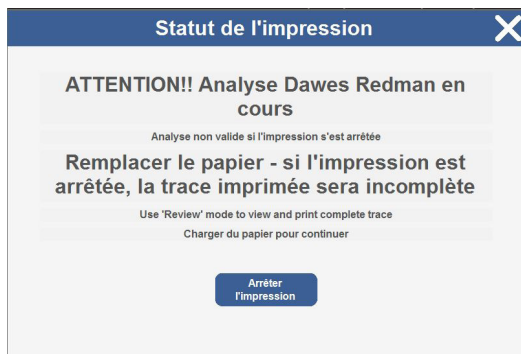 Statut de l'impression
ATTENTION!! Analyse Dawes Redman en
cours
Analyse non valide si l'impression s'est arrêtée
Remplacer le papier - si l'impression est
arrêtée, la trace imprimée sera incomplète
Use 'Review' mode to view and print complete trace
Charger du papier pour continuer
Arrêter
l'impression